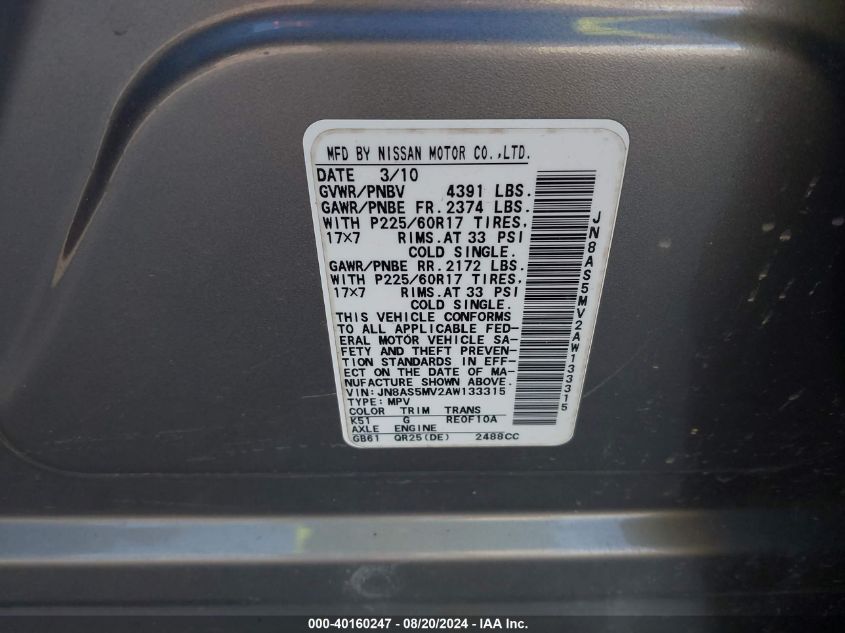 MFD BY NISSAN MOTOR CO.,LTD.
DATE 3/10
GVWR/PNBV 4391 LBS.
GAWR/PNBE FR. 2374 LBS.
WITH P225/60R17 TIRES,
17×7 RIMS.AT 33 PSI
COLD SINGLE.
GAWR/PNBE RR. 2172 LBS.
WITH P225/60R17 TIRES,
17×7 RIMS.AT 33 PSI
COLD SINGLE.
THIS VEHICLE CONFORMS
TO ALL APPLICABLE FED-
ERAL MOTOR VEHICLE SA-
FETY AND THEFT PREVEN-
TION STANDARDS IN EFF-
ECT ON THE DATE OF MA-
NUFACTURE SHOWN ABOVE.
VIN: JN8AS5MV2AW133315
TYPE: MPV
COLOR TRIM TRANS
K51 G RE0F10A
AXLE ENGINE
GB61 QR25(DE) 2488CC
JN8AS5MV2AW133315
000-40160247 - 08/20/2024 - IAA Inc.